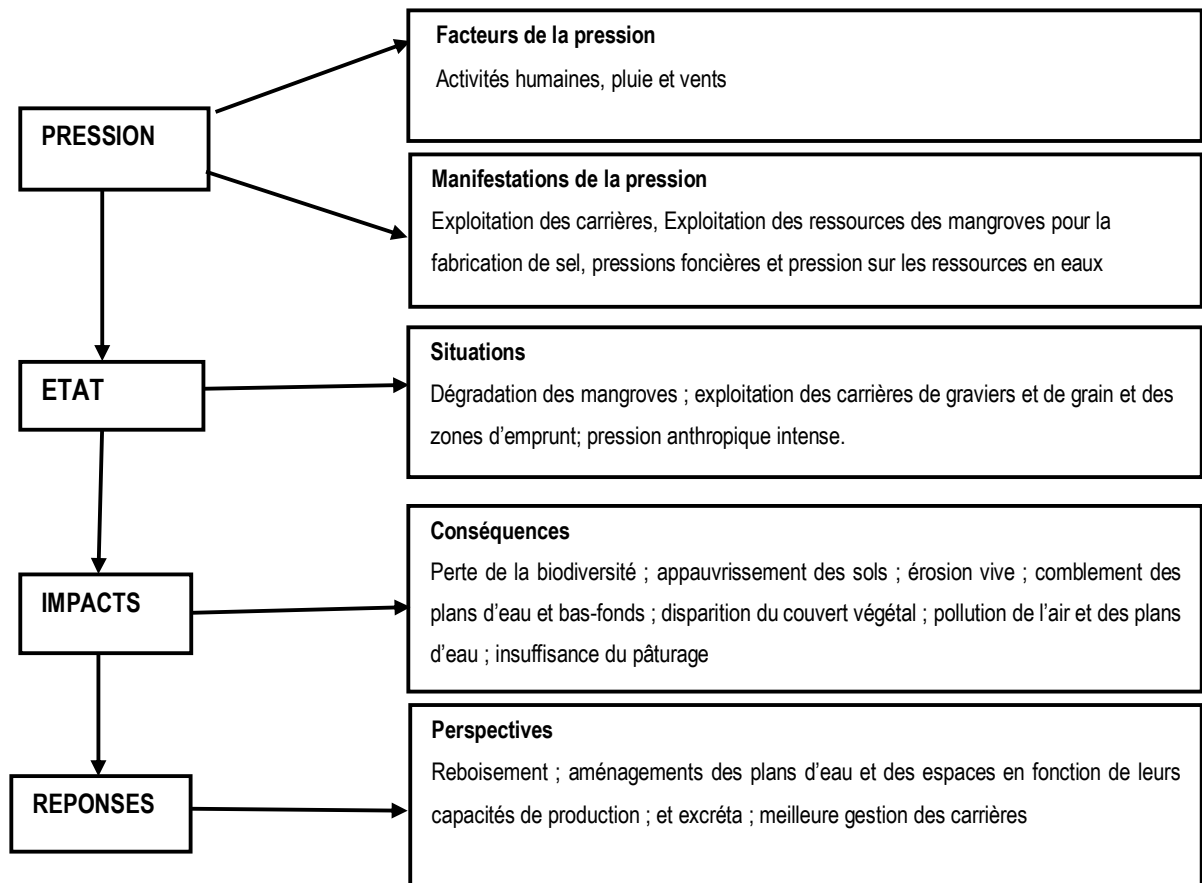 PRESSION
Facteurs de la pression
Activités humaines, pluie et vents
Manifestations de la pression
Exploitation des carrières, Exploitation des ressources des mangroves pour la
fabrication de sel, pressions foncières et pression sur les ressources en eaux
ETAT
Situations
Dégradation des mangroves ; exploitation des carrières de graviers et de grain et des
zones d'emprunt; pression anthropique intense.
IMPACTS
Conséquences
Perte de la biodiversité ; appauvrissement des sols ; érosion vive ; comblement des
plans d'eau et bas-fonds ; disparition du couvert végétal ; pollution de l'air et des plans
d'eau ; insuffisance du pâturage
REPONSES
Perspectives
Reboisement ; aménagements des plans d'eau et des espaces en fonction de leurs
capacités de production ; et excréta ; meilleure gestion des carrières